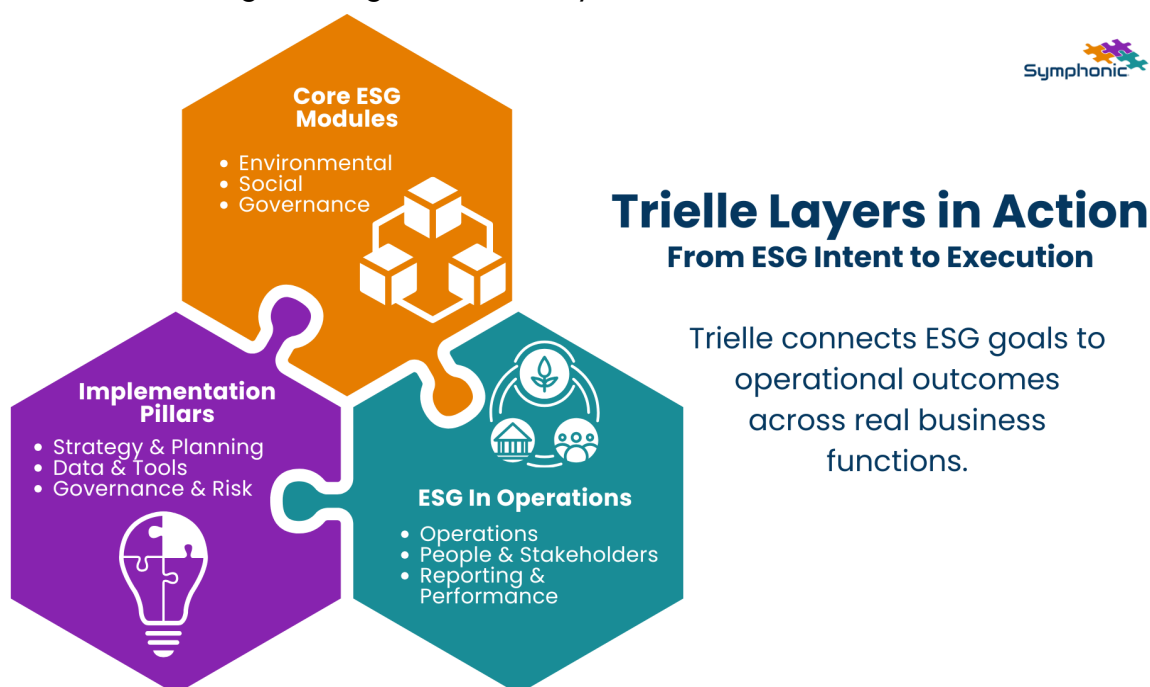 Symphonic
Core ESG
Modules
• Environmental
• Social
• Governance
Trielle Layers in Action
From ESG Intent to Execution
Trielle connects ESG goals to
operational outcomes
across real business
functions.
Implementation
Pillars
• Strategy & Planning
• Data & Tools
• Governance & Risk
ESG In Operations
• Operations
• People & Stakeholders
• Reporting &
Performance